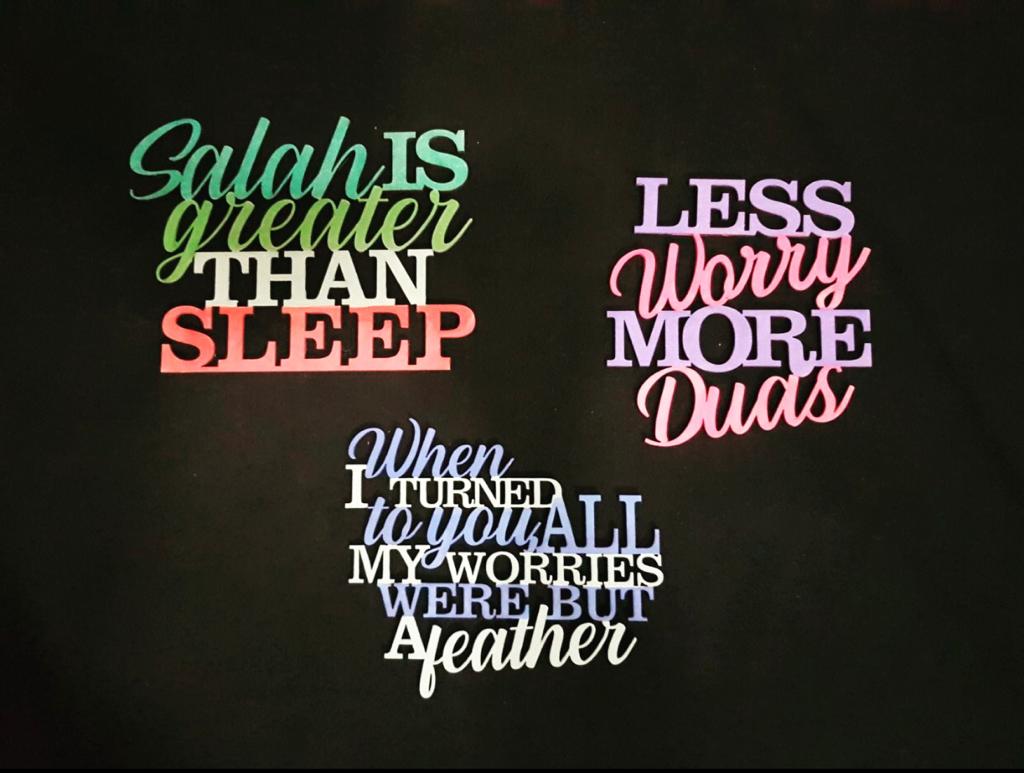 Salah IS
greater
THAN
SLEEP
LESS
Worry
MORE
Duas
When
I TURNED
to you, ALL
MY WORRIES
WERE BUT
A feather